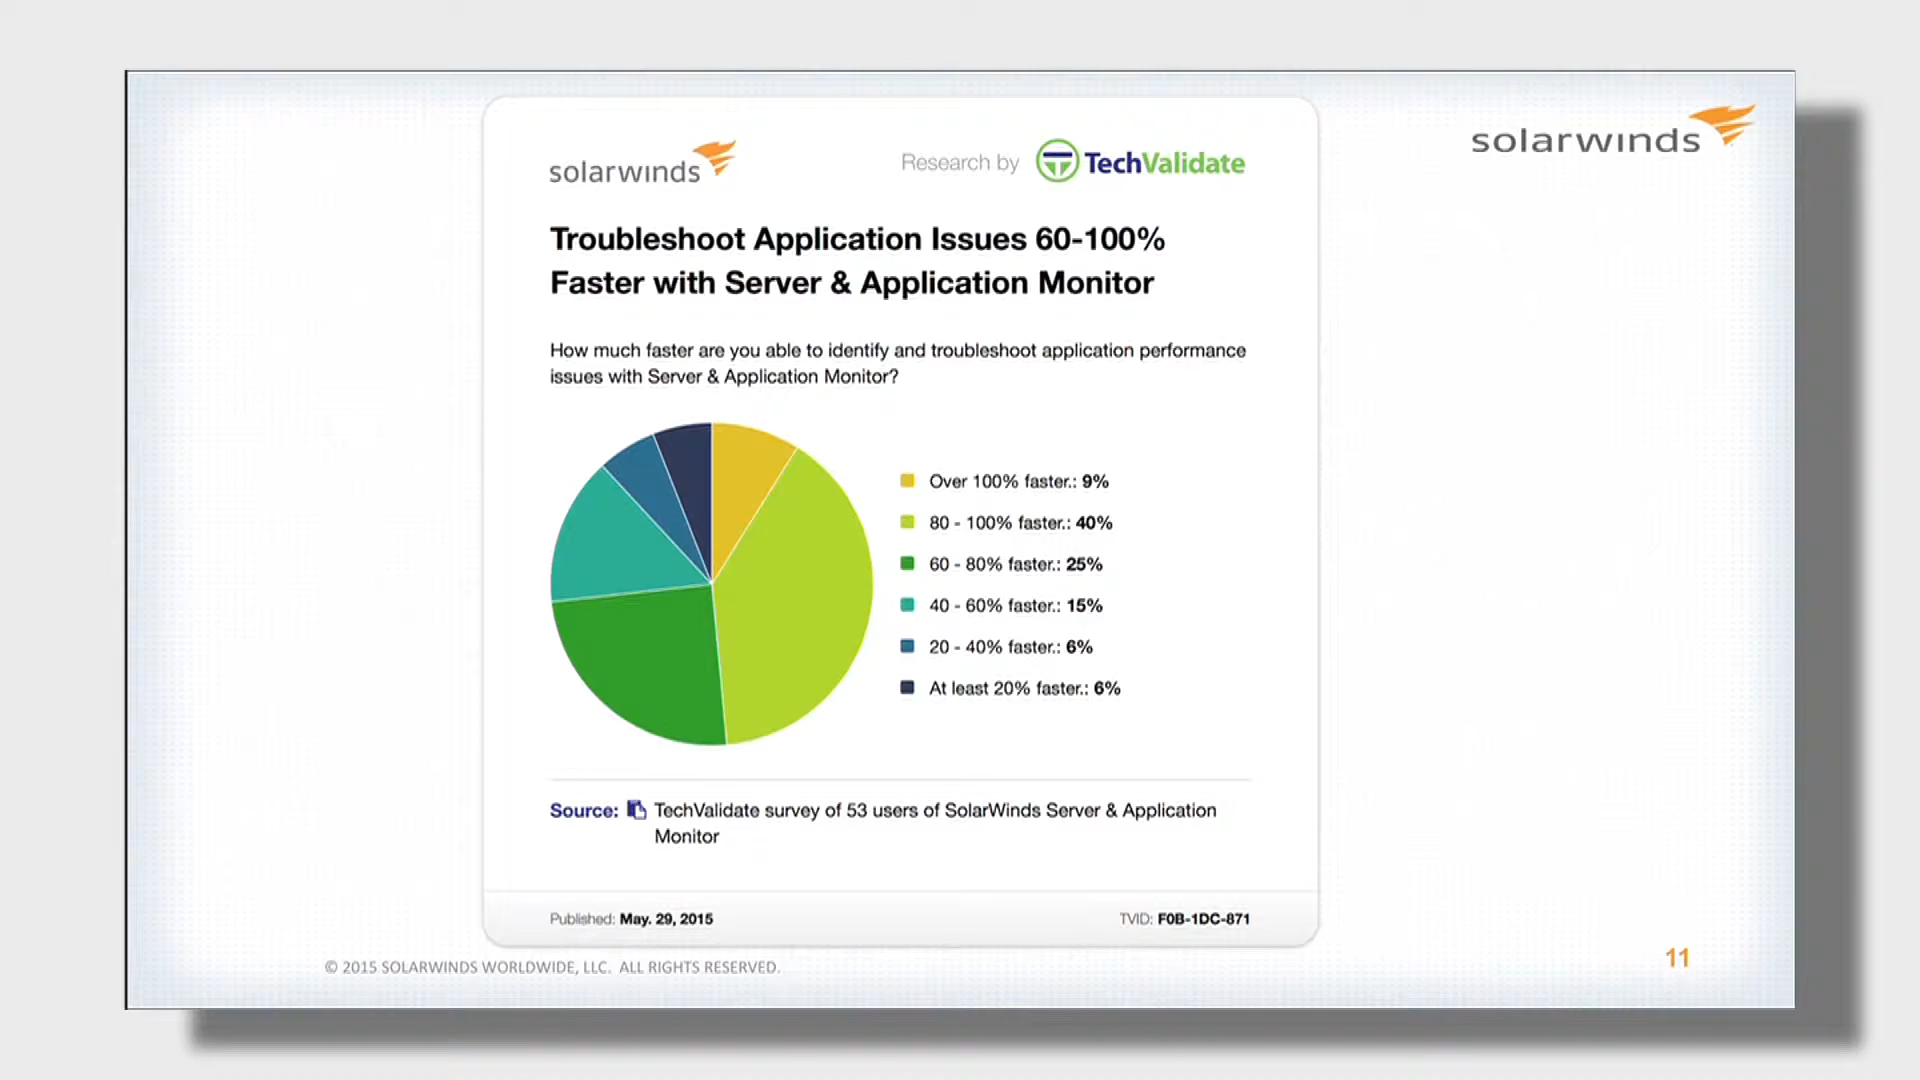 solarwinds
solarwinds
Research by TechValidate
Troubleshoot Application Issues 60-100%
Faster with Server & Application Monitor
How much faster are you able to identify and troubleshoot application performance
issues with Server & Application Monitor?
Over 100% faster.: 9%
80 - 100% faster.: 40%
60 - 80% faster.: 25%
40 - 60% faster.: 15%
20 - 40% faster.: 6%
At least 20% faster.: 6%
Source: TechValidate survey of 53 users of SolarWinds Server & Application
Monitor
Published: May. 29, 2015
TVID: F0B-1DC-871
© 2015 SOLARWINDS WORLDWIDE, LLC. ALL RIGHTS RESERVED.
11